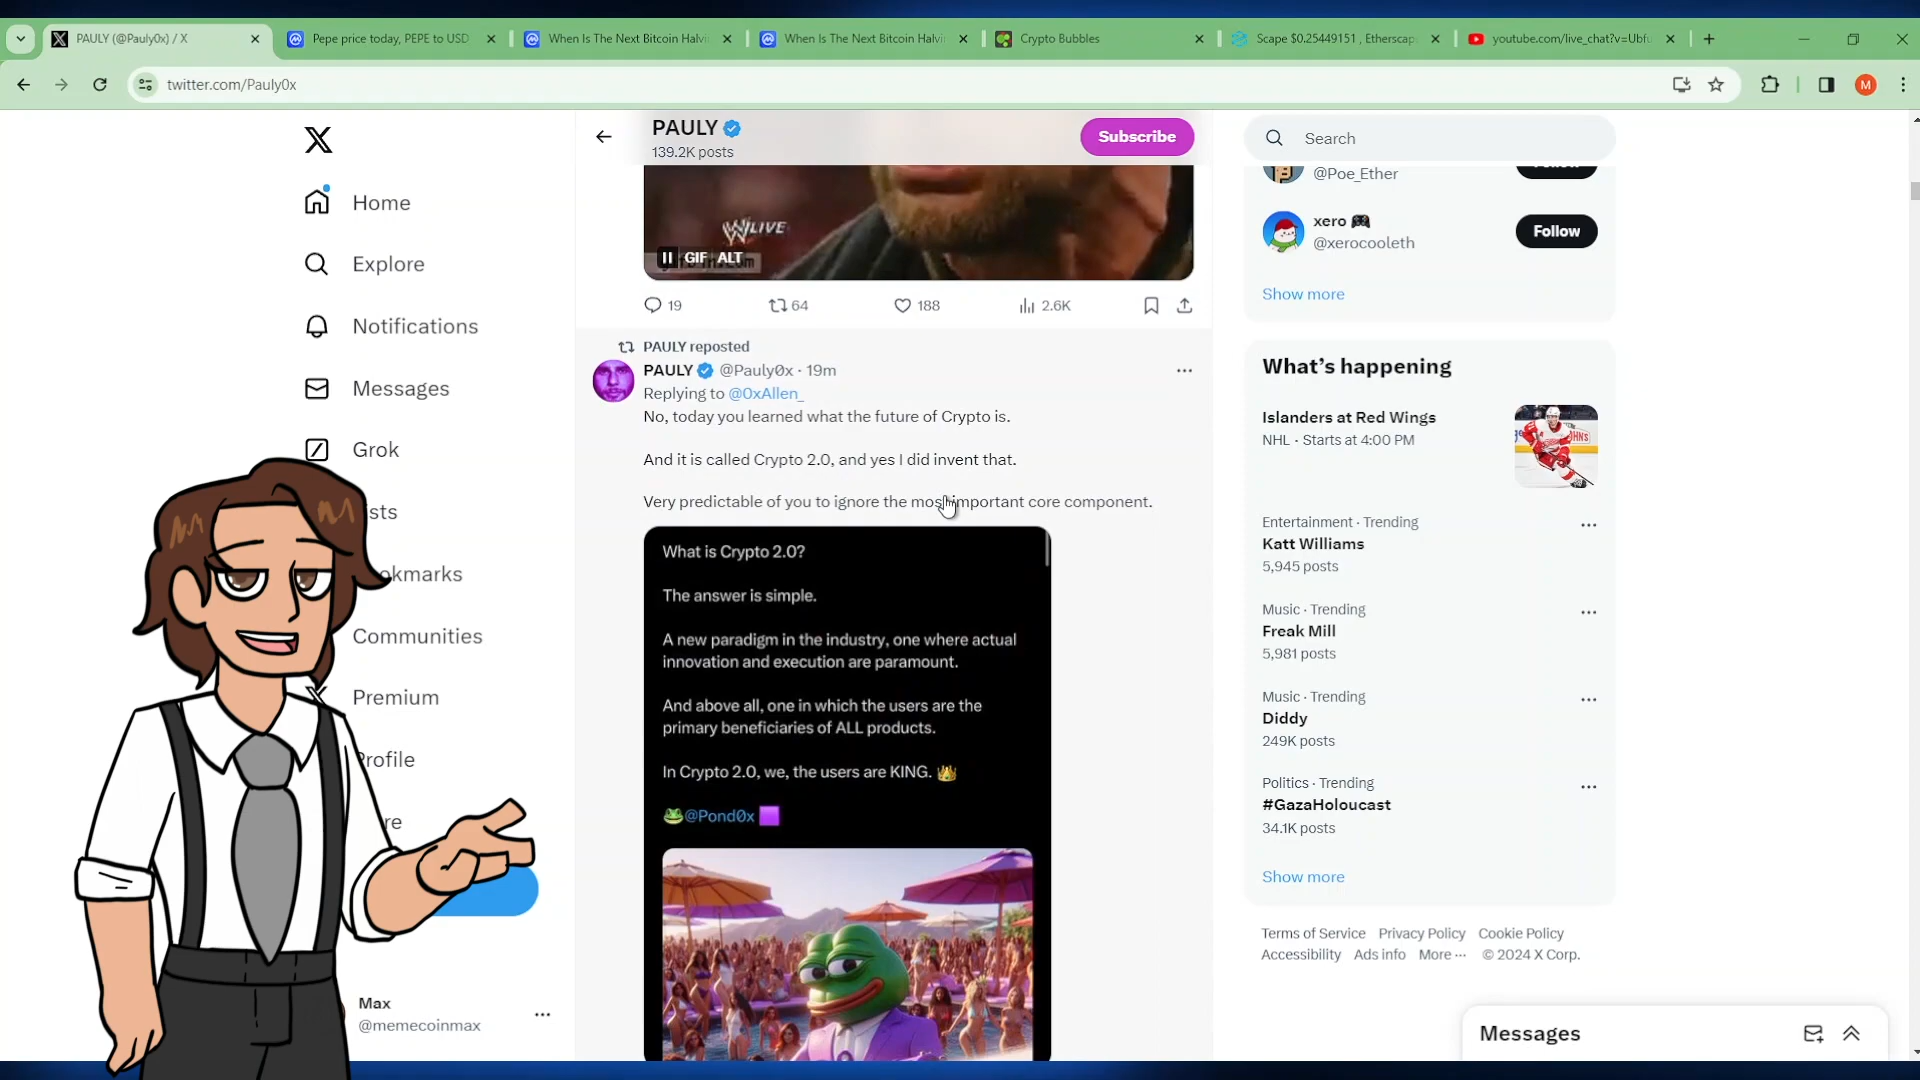 PAULY (@Pauly0x) / X
Pepe price today, PEPE to USD
When Is The Next Bitcoin Halvi
When Is The Next Bitcoin Halvi
Crypto Bubbles
Scape $0.25449151 , Etherscap
youtube.com/live_chat?v=Ubf
twitter.com/Pauly0x
M
Home
Explore
Notifications
Messages
Grok
sts
okmarks
Communities
Premium
Profile
re
Max
@memecoinmax
PAULY
139.2K posts
Subscribe
LIVE
GIF ALT
19
64
188
2.6K
PAULY reposted
PAULY @Pauly0x · 19m
Replying to @0xAllen_
No, today you learned what the future of Crypto is.
And it is called Crypto 2.0, and yes I did invent that.
Very predictable of you to ignore the most important core component.
What is Crypto 2.0?
The answer is simple.
A new paradigm in the industry, one where actual
innovation and execution are paramount.
And above all, one in which the users are the
primary beneficiaries of ALL products.
In Crypto 2.0, we, the users are KING. 👑
🐸@Pond0x 🟪
Search
@Poe_Ether
xero 🎮
@xerocooleth
Follow
Show more
What's happening
Islanders at Red Wings
NHL · Starts at 4:00 PM
Entertainment · Trending
Katt Williams
5,945 posts
Music · Trending
Freak Mill
5,981 posts
Music · Trending
Diddy
249K posts
Politics · Trending
#GazaHoloucast
34.1K posts
Show more
Terms of Service Privacy Policy Cookie Policy
Accessibility Ads info More ··· © 2024 X Corp.
Messages